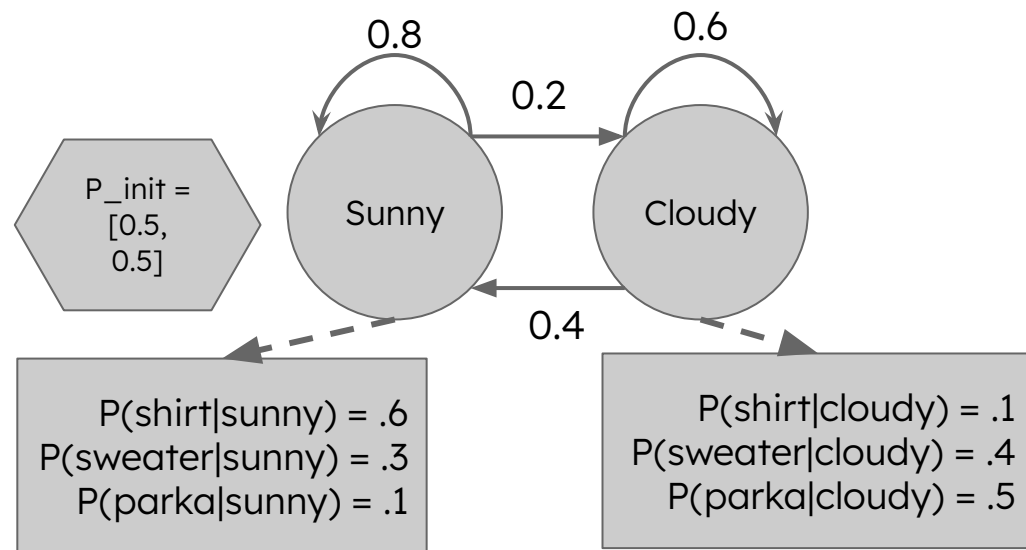 0.8
0.6
0.2
P_init =
[0.5,
0.5]
Sunny
Cloudy
0.4
P(shirt|sunny) = .6
P(sweater|sunny) = .3
P(parka|sunny) = .1
P(shirt|cloudy) = .1
P(sweater|cloudy) = .4
P(parka|cloudy) = .5